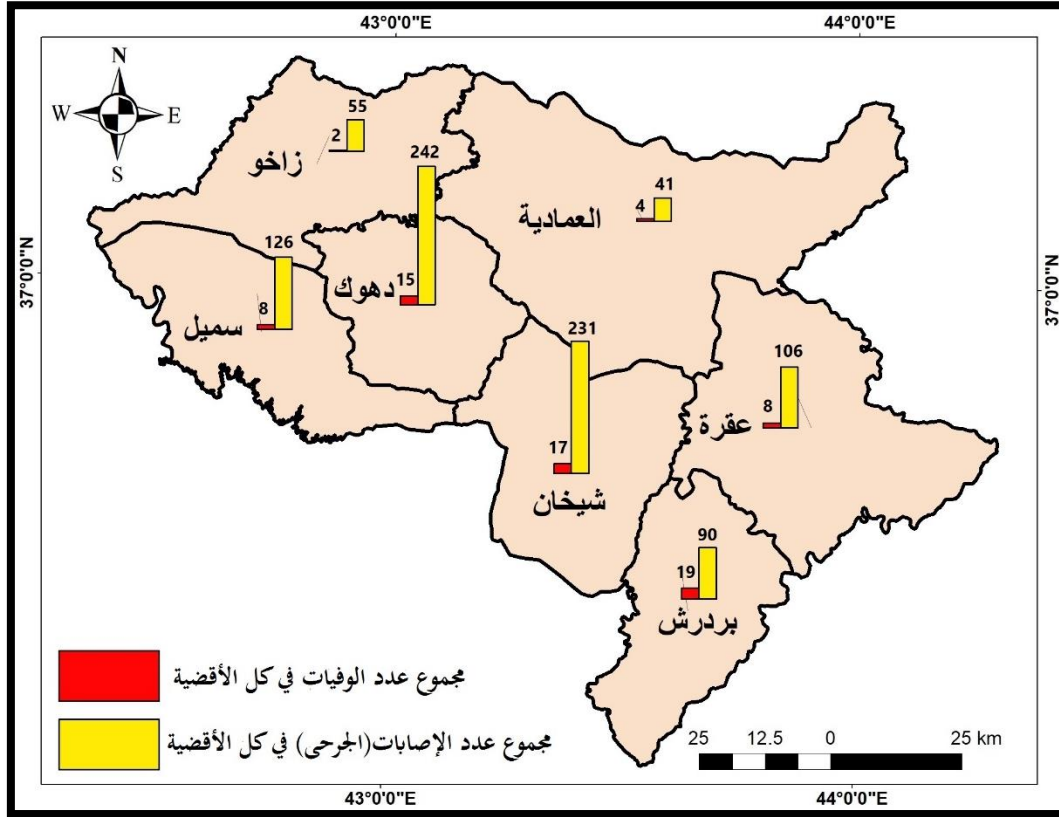 43°0'0"E 44°0'0"E
N
W E
S
55
2
زاخو
242
41
4
العمادية
37°0'0"N
37°0'0"N
126
15
دهوك
8
سميل
231
106
8
عقرة
17
شيخان
90
19
بردرش
مجموع عدد الوفيات في كل الأقضية
مجموع عدد الإصابات(الجرحى) في كل الأقضية
25 12.5 0 25 km
43°0'0"E 44°0'0"E